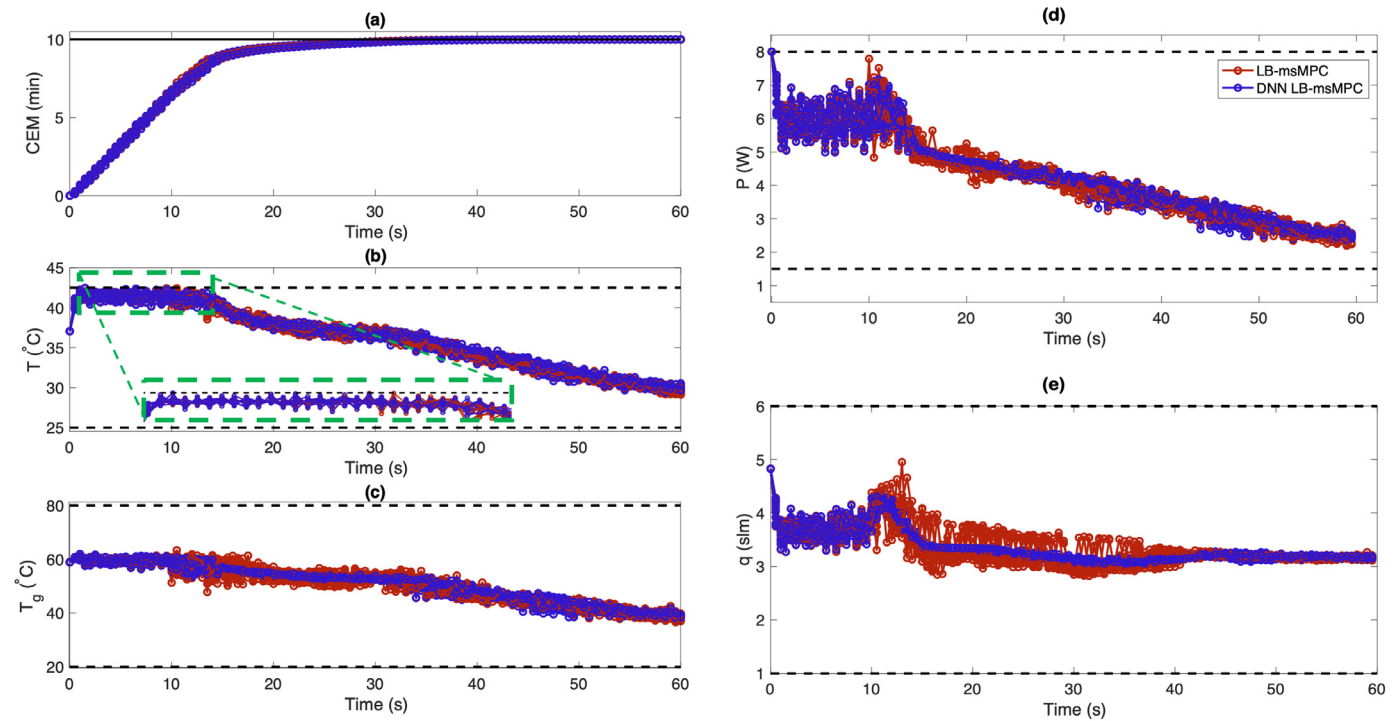 (a)
10
5
0
CEM (min)
0 10 20 30 40 50 60
Time (s)
(b)
45
40
35
30
25
T (°C)
0 10 20 30 40 50 60
Time (s)
(c)
80
60
40
20
Tg (°C)
0 10 20 30 40 50 60
Time (s)
(d)
8
7
6
5
4
3
2
1
P (W)
LB-msMPC
DNN LB-msMPC
0 10 20 30 40 50 60
Time (s)
(e)
6
5
4
3
2
1
q (slm)
0 10 20 30 40 50 60
Time (s)